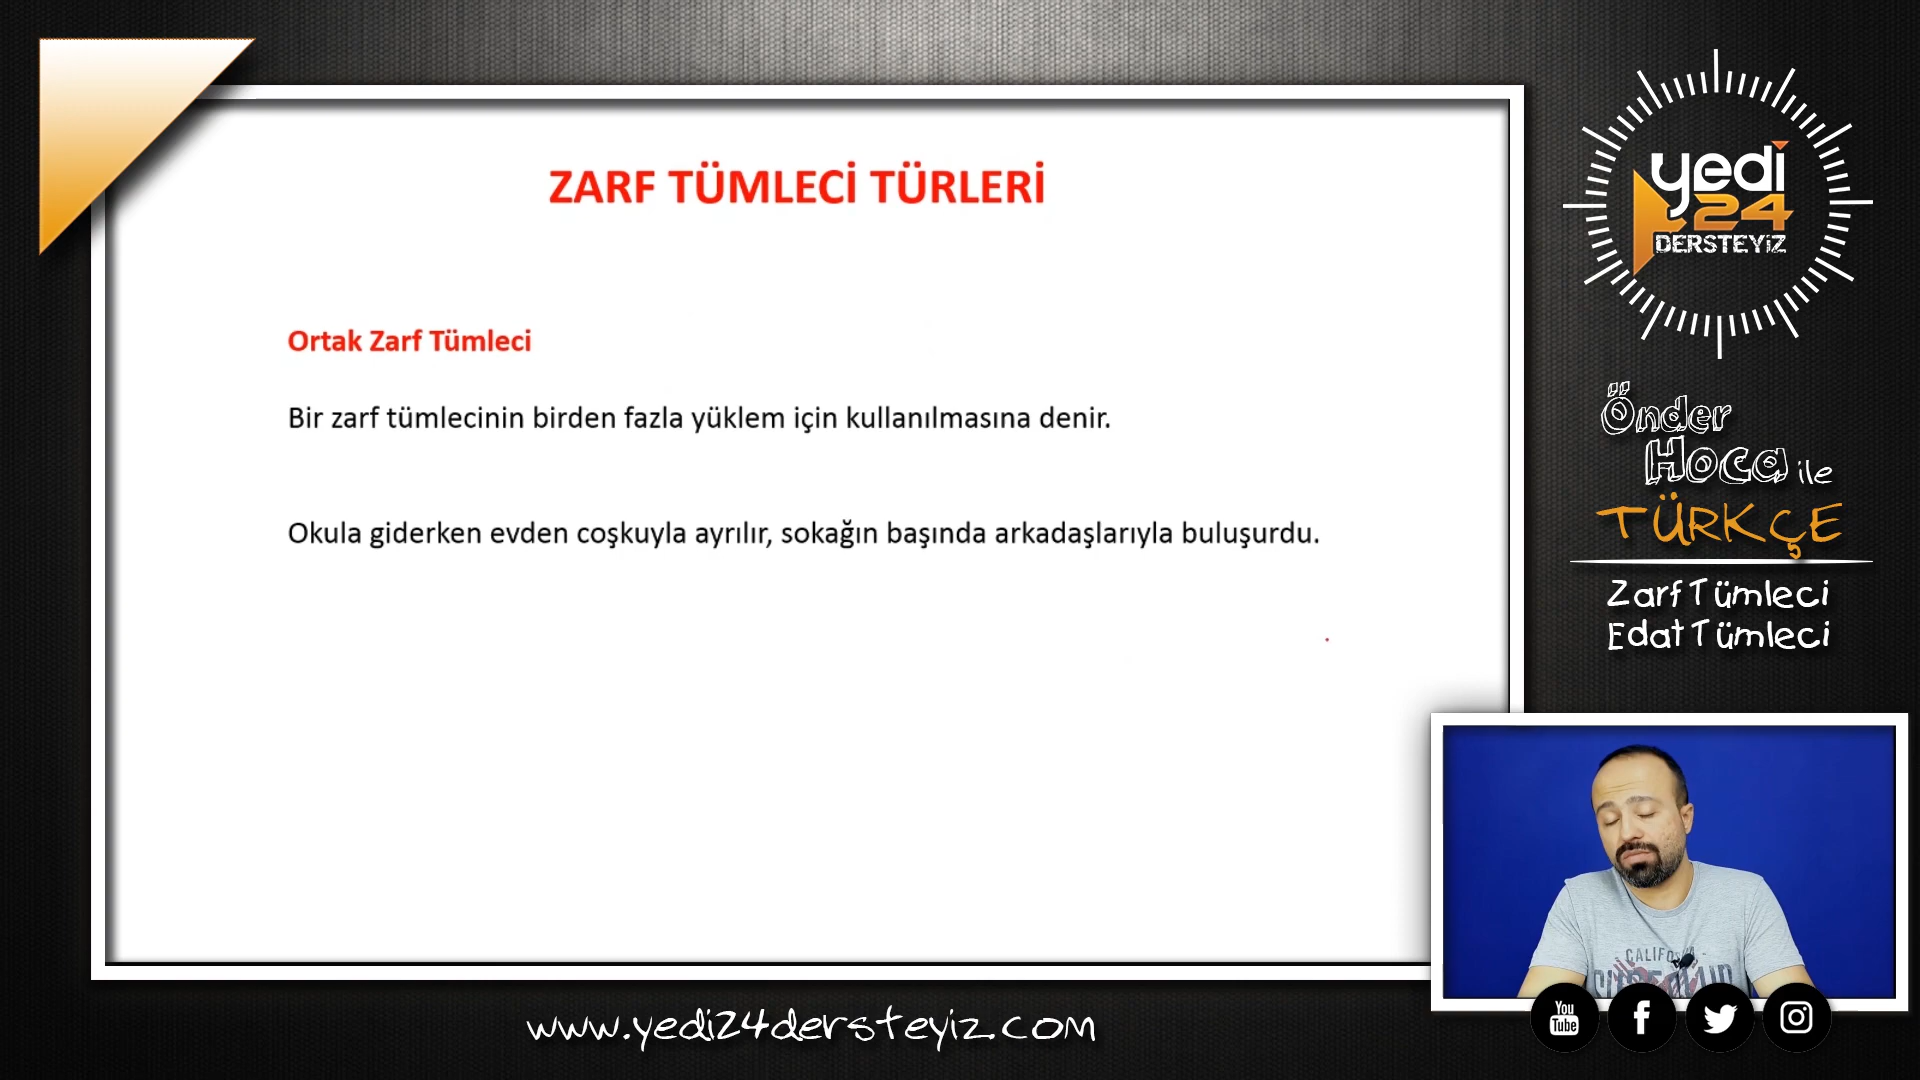 ZARF TÜMLECİ TÜRLERİ
Ortak Zarf Tümleci
Bir zarf tümlecinin birden fazla yüklem için kullanılmasına denir.
Okula giderken evden coşkuyla ayrılır, sokağın başında arkadaşlarıyla buluşurdu.
yedi
24
DERSTEYİZ
Önder
Hoca ile
TÜRKÇE
Zarf Tümleci
Edat Tümleci
www.yedi24dersteyiz.com
You
Tube